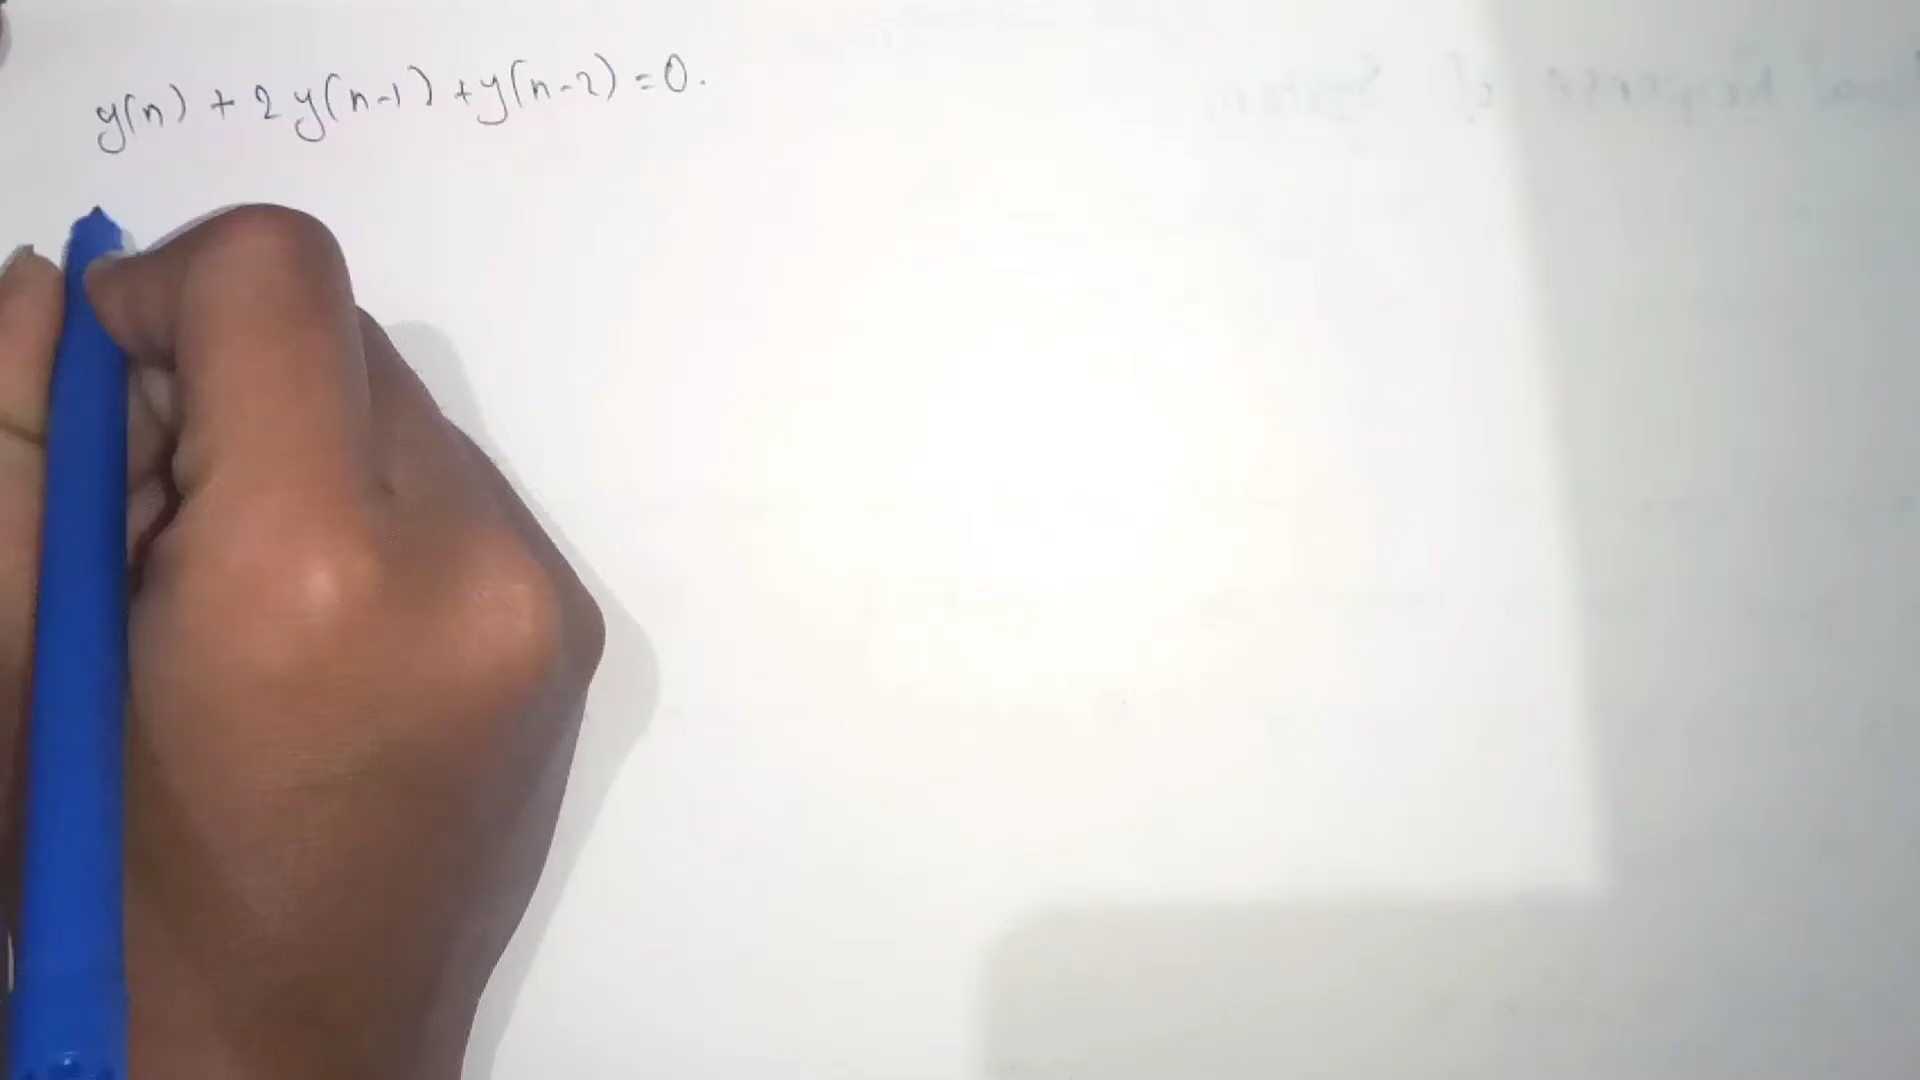 y(n) + 2y(n-1) + y(n-2) = 0.